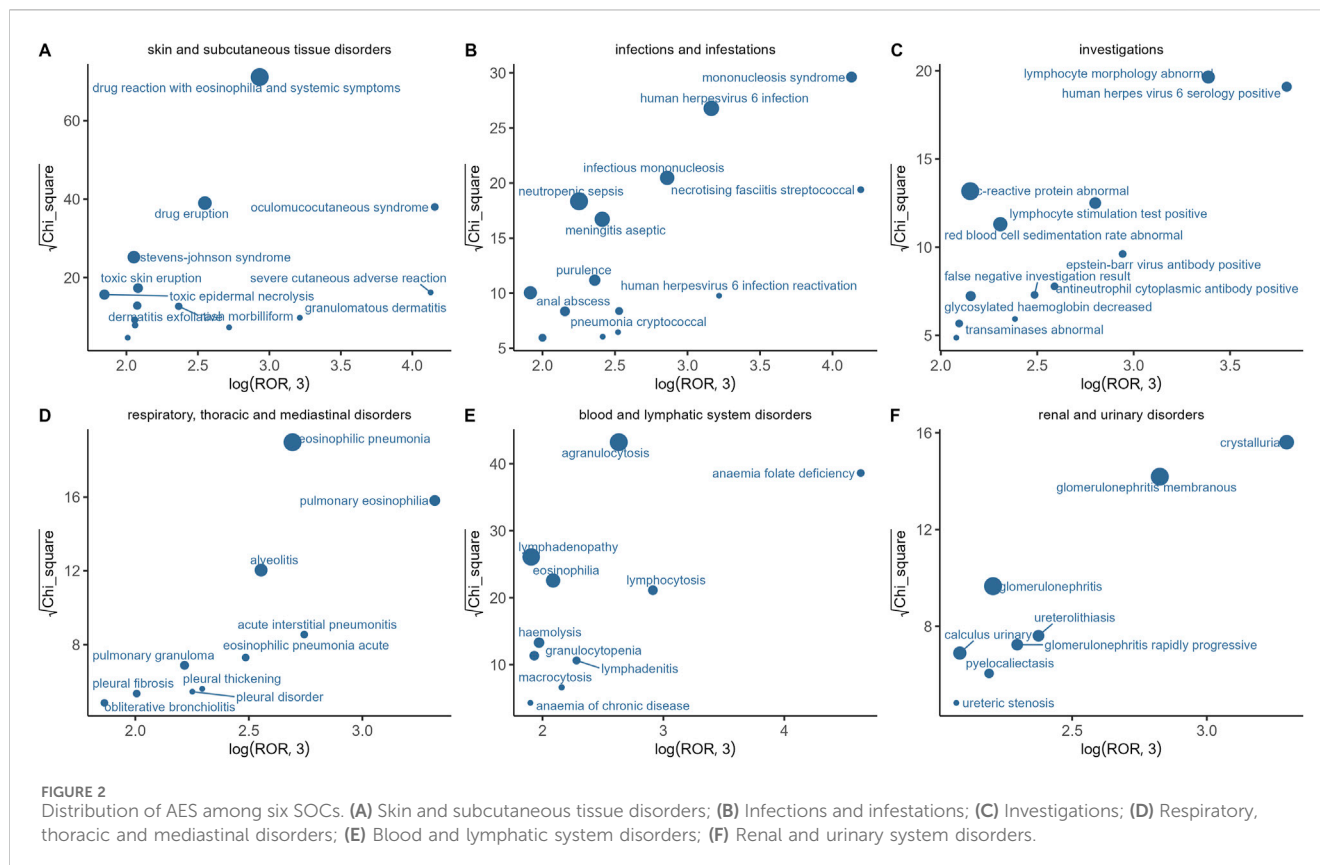 A
skin and subcutaneous tissue disorders
drug reaction with eosinophilia and systemic symptoms
drug eruption
oculomucocutaneous syndrome
stevens-johnson syndrome
toxic skin eruption
severe cutaneous adverse reaction
toxic epidermal necrolysis
granulomatous dermatitis
dermatitis exfoliative
rash morbilliform
60
40
20
√Chi_square
2.0 2.5 3.0 3.5 4.0
log(ROR, 3)
B
infections and infestations
mononucleosis syndrome
human herpesvirus 6 infection
infectious mononucleosis
neutropenic sepsis
necrotising fasciitis streptococcal
meningitis aseptic
purulence
human herpesvirus 6 infection reactivation
anal abscess
pneumonia cryptococcal
30
25
20
15
10
5
√Chi_square
2.0 2.5 3.0 3.5 4.0
log(ROR, 3)
C
investigations
lymphocyte morphology abnormal
human herpes virus 6 serology positive
c-reactive protein abnormal
lymphocyte stimulation test positive
red blood cell sedimentation rate abnormal
epstein-barr virus antibody positive
false negative investigation result
antineutrophil cytoplasmic antibody positive
glycosylated haemoglobin decreased
transaminases abnormal
20
15
10
5
√Chi_square
2.0 2.5 3.0 3.5
log(ROR, 3)
D
respiratory, thoracic and mediastinal disorders
eosinophilic pneumonia
pulmonary eosinophilia
alveolitis
acute interstitial pneumonitis
eosinophilic pneumonia acute
pulmonary granuloma
pleural thickening
pleural fibrosis
pleural disorder
obliterative bronchiolitis
16
12
8
√Chi_square
2.0 2.5 3.0
log(ROR, 3)
E
blood and lymphatic system disorders
agranulocytosis
anaemia folate deficiency
lymphadenopathy
eosinophilia
lymphocytosis
haemolysis
granulocytopenia
lymphadenitis
macrocytosis
anaemia of chronic disease
40
30
20
10
√Chi_square
2 3 4
log(ROR, 3)
F
renal and urinary disorders
crystalluria
glomerulonephritis membranous
glomerulonephritis
ureterolithiasis
calculus urinary
glomerulonephritis rapidly progressive
pyelocaliectasis
ureteric stenosis
16
12
8
√Chi_square
2.5 3.0
log(ROR, 3)
FIGURE 2
Distribution of AES among six SOCs. (A) Skin and subcutaneous tissue disorders; (B) Infections and infestations; (C) Investigations; (D) Respiratory,
thoracic and mediastinal disorders; (E) Blood and lymphatic system disorders; (F) Renal and urinary system disorders.